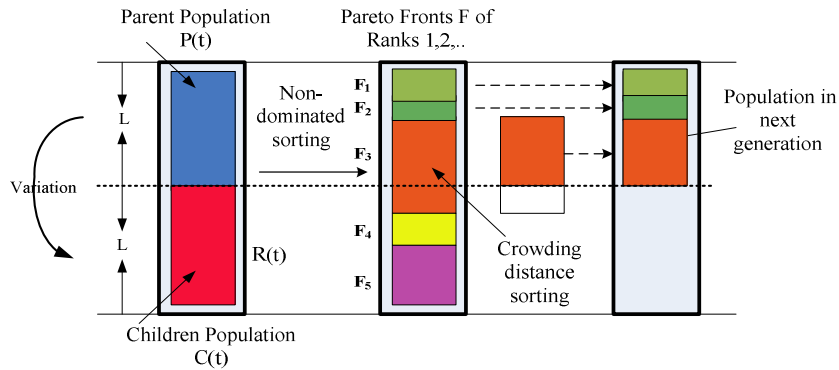 Parent Population
P(t)
Pareto Fronts F of
Ranks 1,2,..
L
Variation
L
Non-
dominated
sorting
R(t)
Children Population
C(t)
F₁
F₂
F₃
F₄
F₅
Crowding
distance
sorting
Population in
next
generation